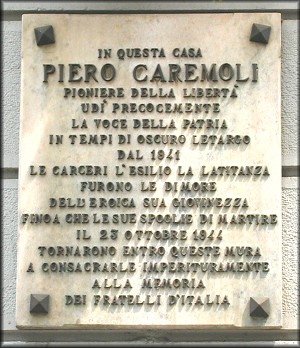 IN QUESTA CASA
PIERO CAREMOLI
PIONIERE DELLA LIBERTÀ
UDÌ PRECOCEMENTE
LA VOCE DELLA PATRIA
IN TEMPI DI OSCURO LETARGO
DAL 1941
LE CARCERI L'ESILIO LA LATITANZA
FURONO LE DIMORE
DELL'EROICA SUA GIOVINEZZA
FINO A CHE LE SUE SPOGLIE DI MARTIRE
IL 23 OTTOBRE 1944
TORNARONO ENTRO QUESTE MURA
A CONSACRARLE IMPERITURAMENTE
ALLA MEMORIA
DEI FRATELLI D'ITALIA